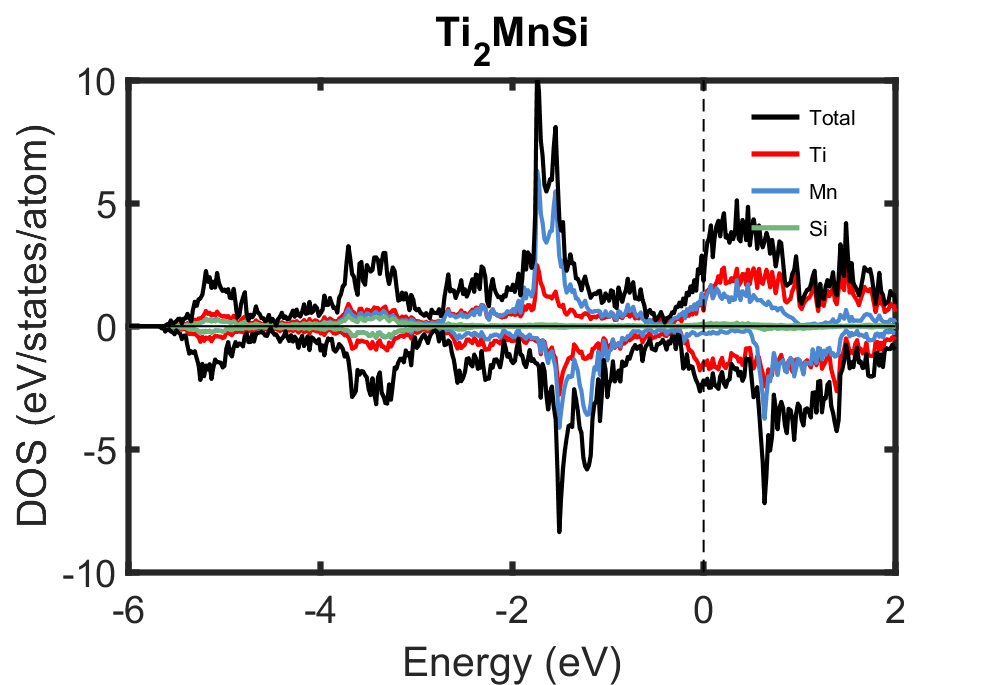 Ti2MnSi
DOS (eV/states/atom)
10
5
0
-5
-10
Total
Ti
Mn
Si
-6 -4 -2 0 2
Energy (eV)